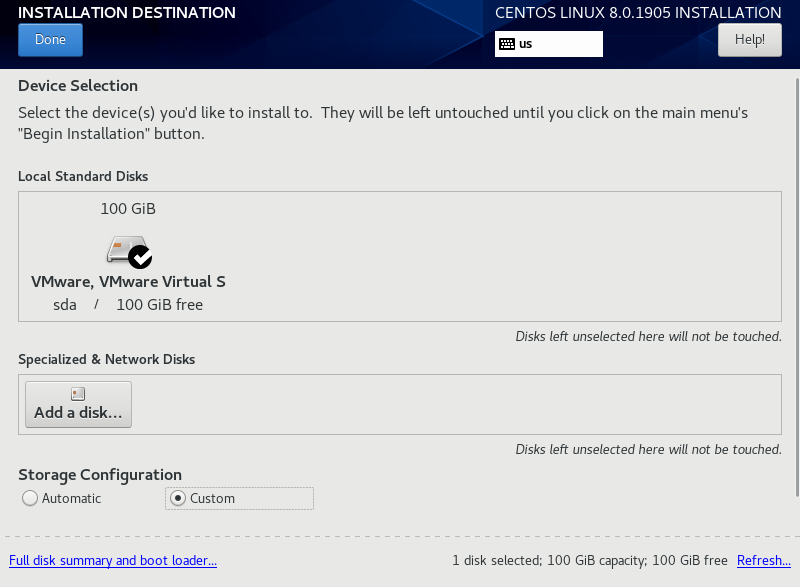 INSTALLATION DESTINATION
CENTOS LINUX 8.0.1905 INSTALLATION
Done
us
Help!
Device Selection
Select the device(s) you'd like to install to.  They will be left untouched until you click on the main menu's
"Begin Installation" button.
Local Standard Disks
100 GiB
VMware, VMware Virtual S
sda / 100 GiB free
Disks left unselected here will not be touched.
Specialized & Network Disks
Add a disk...
Disks left unselected here will not be touched.
Storage Configuration
Automatic
Custom
Full disk summary and boot loader...
1 disk selected; 100 GiB capacity; 100 GiB free
Refresh...